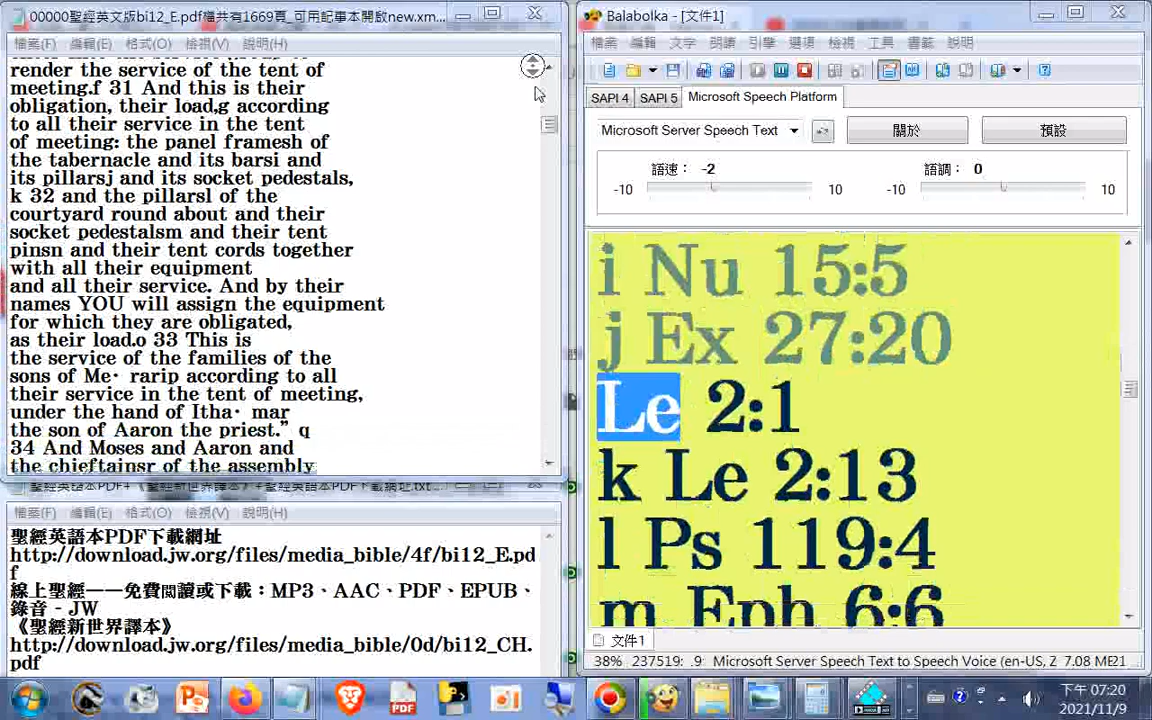 00000聖經英文版bi12_E.pdf檔共有1669頁_可用記事本開啟new.xm...
檔案(F) 編輯(E) 格式(O) 檢視(V) 說明(H)
render the service of the tent of
meeting.f 31 And this is their
obligation, their load,g according
to all their service in the tent
of meeting: the panel framesh of
the tabernacle and its barsi and
its pillarsj and its socket pedestals,
k 32 and the pillarsl of the
courtyard round about and their
socket pedestalsm and their tent
pinsn and their tent cords together
with all their equipment
and all their service. And by their
names YOU will assign the equipment
for which they are obligated,
as their load.o 33 This is
the service of the families of the
sons of Me· rarip according to all
their service in the tent of meeting,
under the hand of Itha· mar
the son of Aaron the priest.” q
34 And Moses and Aaron and
the chieftainsr of the assembly
檔案(F) 編輯(E) 格式(O) 檢視(V) 說明(H)
聖經英語本PDF下載網址
http://download.jw.org/files/media_bible/4f/bi12_E.pd
f
線上聖經——免費閱讀或下載：MP3、AAC、PDF、EPUB、
錄音 - JW
《聖經新世界譯本》
http://download.jw.org/files/media_bible/0d/bi12_CH.
pdf
Balabolka - [文件1]
檔案 編輯 文字 朗讀 引擎 選項 檢視 工具 書籤 說明
SAPI 4 SAPI 5 Microsoft Speech Platform
Microsoft Server Speech Text 關於 預設
語速： -2 語調： 0
-10 10 -10 10
i Nu 15:5
j Ex 27:20
Le 2:1
k Le 2:13
l Ps 119:4
m Eph 6:6
文件1
38% 237519: .9: Microsoft Server Speech Text to Speech Voice (en-US, Z 7.08 ME21
下午 07:20
2021/11/9